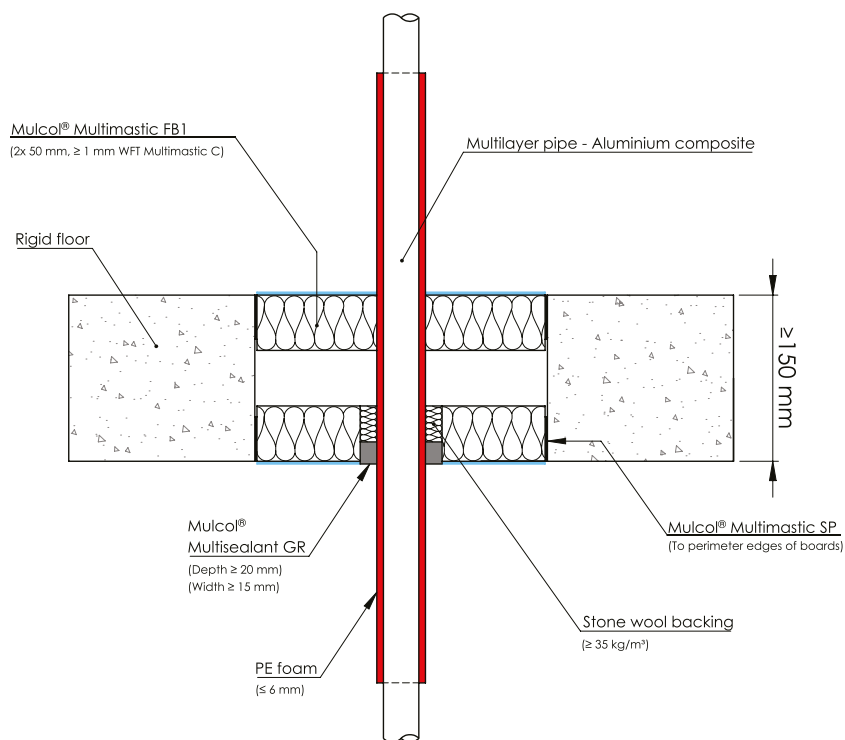 Mulcol® Multimastic FB1
(2x 50 mm, ≥ 1 mm WFT Multimastic C)
Multilayer pipe - Aluminium composite
Rigid floor
≥150 mm
Mulcol®
Multisealant GR
(Depth ≥ 20 mm)
(Width ≥ 15 mm)
Mulcol® Multimastic SP
(To perimeter edges of boards)
Stone wool backing
(≥ 35 kg/m³)
PE foam
(≤ 6 mm)